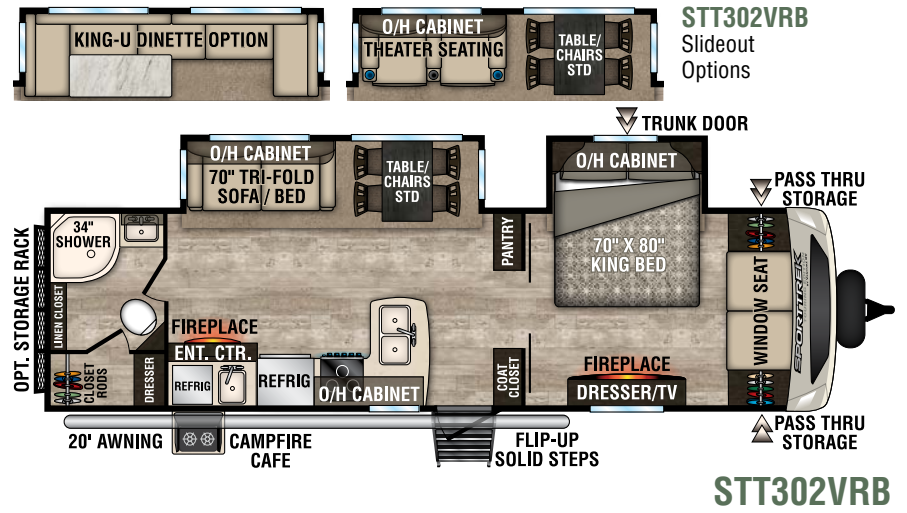 KING-U DINETTE OPTION
O/H CABINET
THEATER SEATING
TABLE/
CHAIRS
STD
STT302VRB
Slideout
Options
TRUNK DOOR
O/H CABINET
70" TRI-FOLD
SOFA / BED
TABLE/
CHAIRS
STD
O/H CABINET
PASS THRU
STORAGE
34"
SHOWER
PANTRY
70" X 80"
KING BED
OPT. STORAGE RACK
LINEN CLOSET
WINDOW SEAT
SPORTTREK
FIREPLACE
ENT. CTR.
REFRIG
REFRIG
O/H CABINET
CLOSET
RODS
DRESSER
COAT
CLOSET
FIREPLACE
DRESSER/TV
20' AWNING
CAMPFIRE
CAFE
FLIP-UP
SOLID STEPS
PASS THRU
STORAGE
STT302VRB